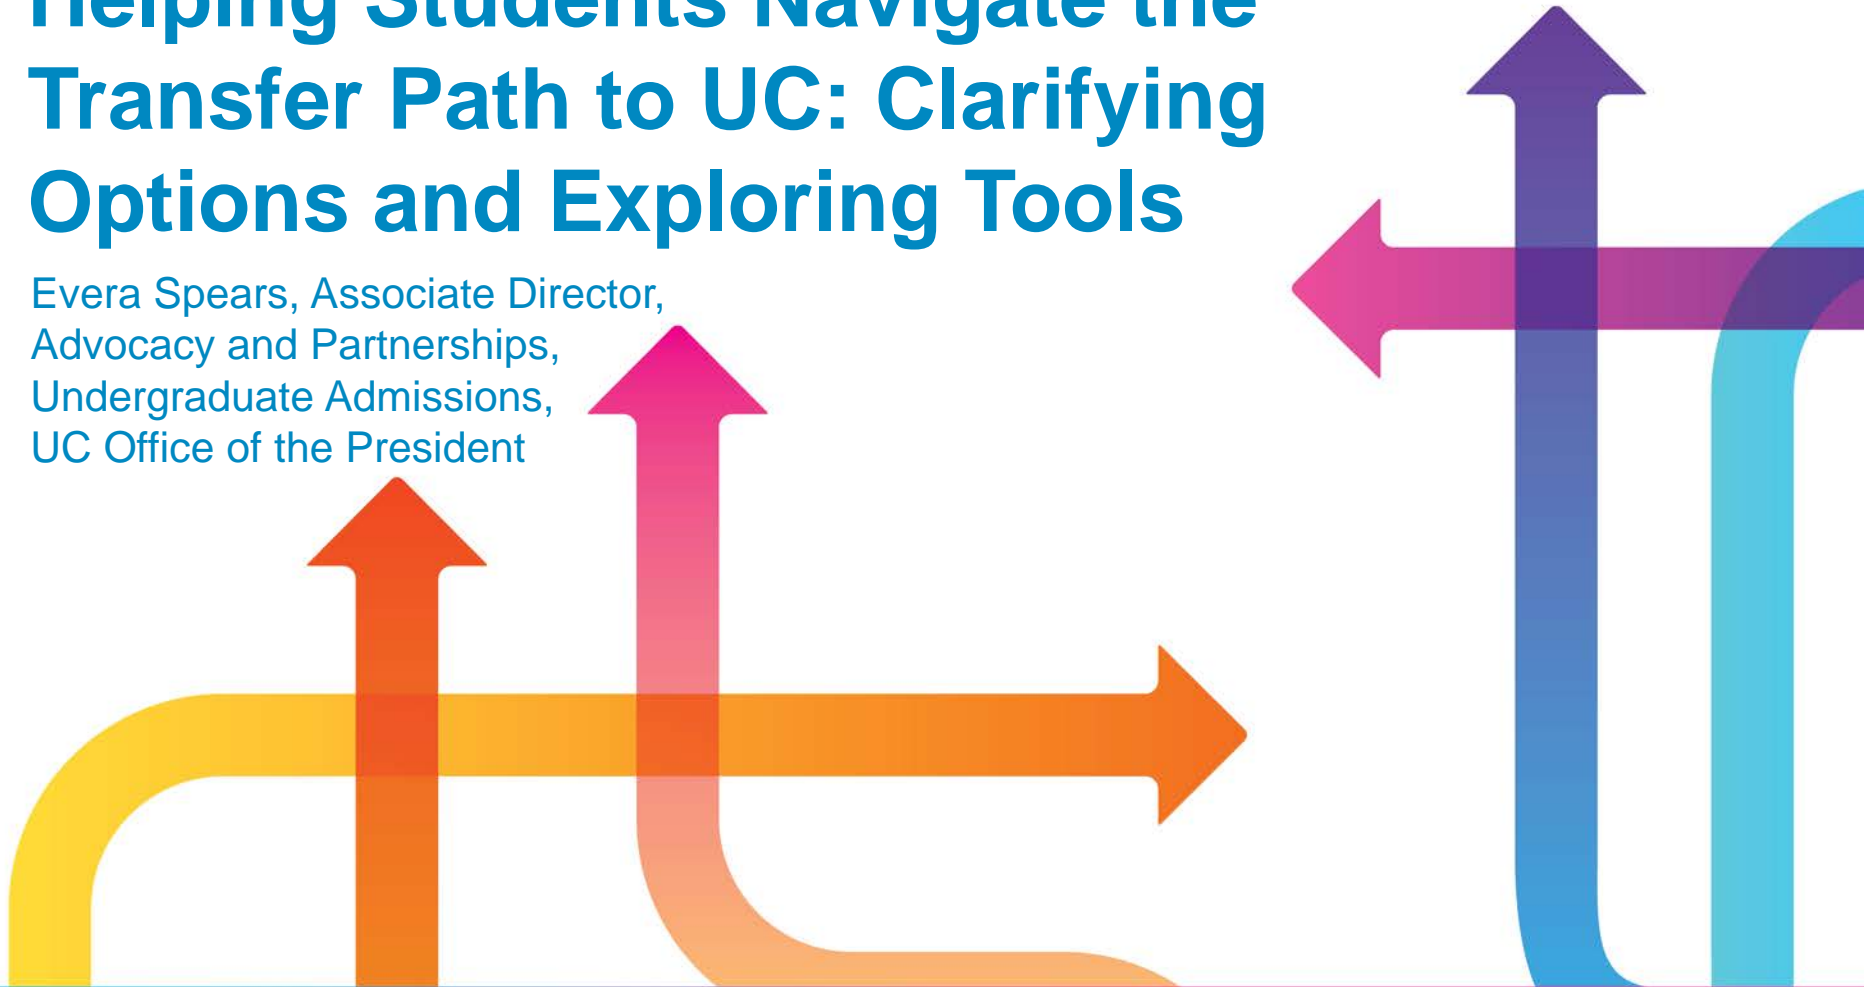 Helping Students Navigate the
Transfer Path to UC: Clarifying
Options and Exploring Tools
Evera Spears, Associate Director,
Advocacy and Partnerships,
Undergraduate Admissions,
UC Office of the President